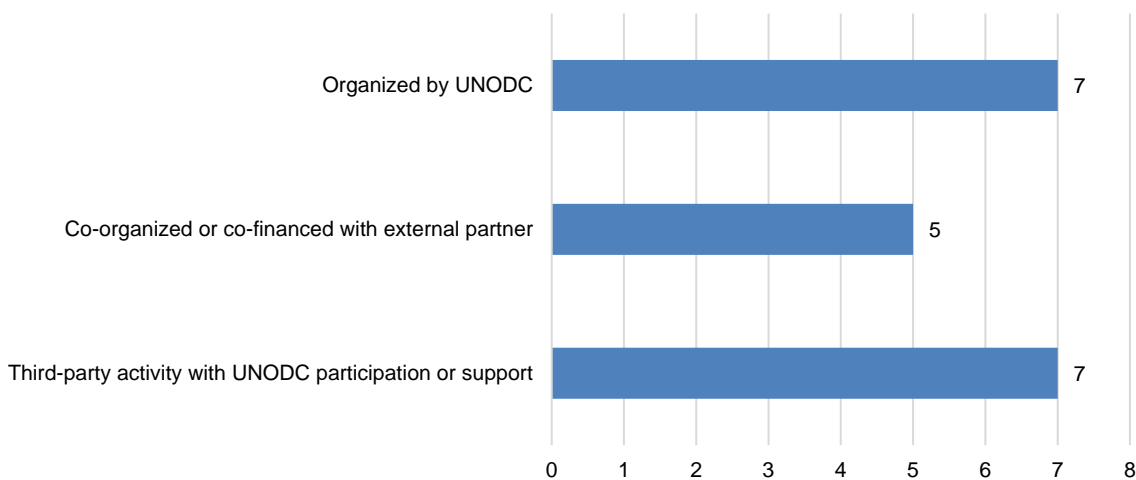 Organized by UNODC
7
Co-organized or co-financed with external partner
5
Third-party activity with UNODC participation or support
7
0 1 2 3 4 5 6 7 8